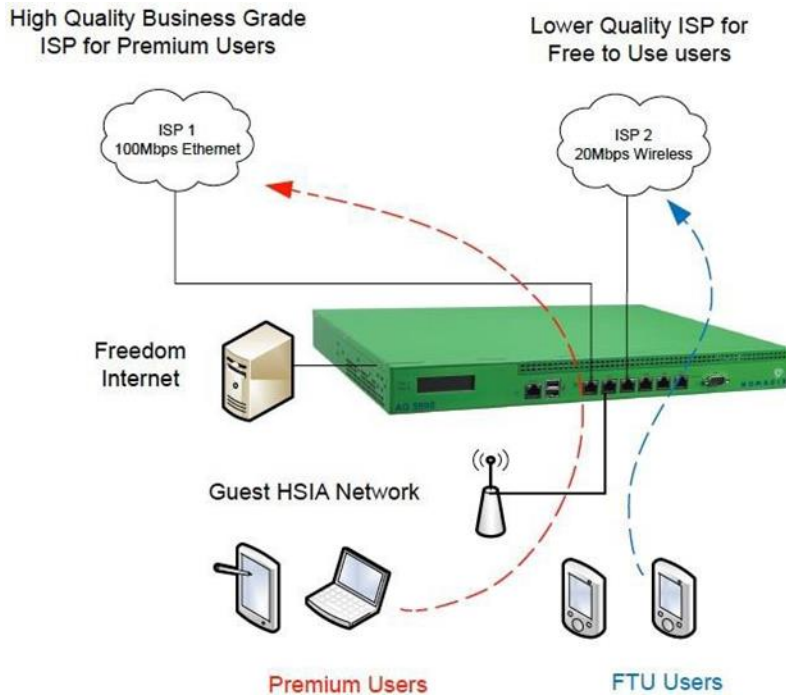 High Quality Business Grade
ISP for Premium Users
Lower Quality ISP for
Free to Use users
ISP 1
100Mbps Ethernet
ISP 2
20Mbps Wireless
Freedom
Internet
NOMADIX
Guest HSIA Network
Premium Users
FTU Users